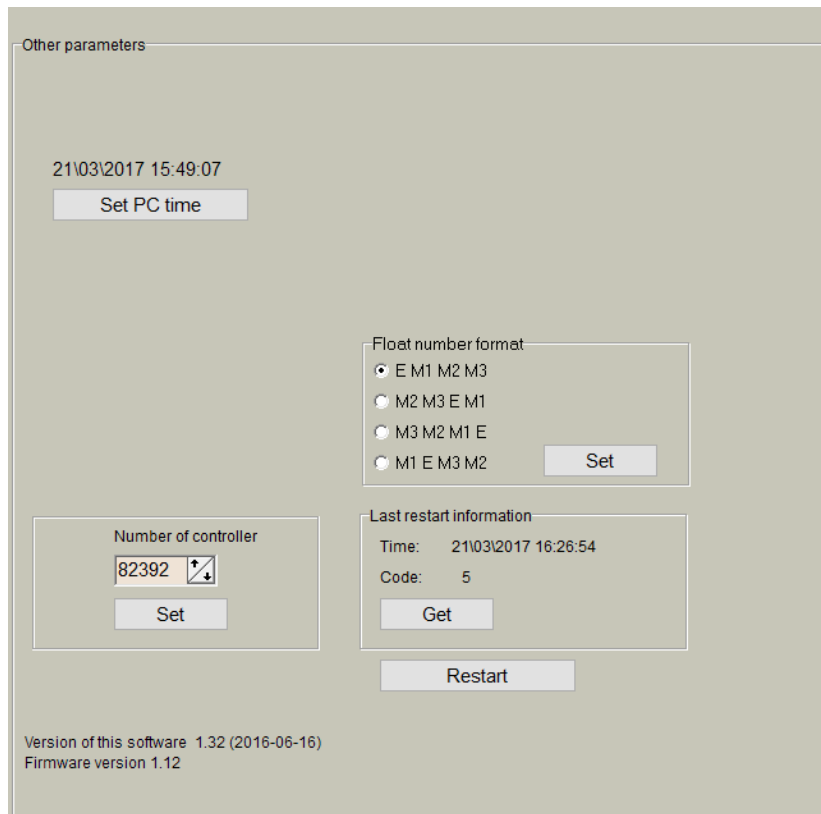 Other parameters
21\03\2017 15:49:07
Set PC time
Float number format
E M1 M2 M3
M2 M3 E M1
M3 M2 M1 E
M1 E M3 M2
Set
Number of controller
82392
Set
Last restart information
Time: 21\03\2017 16:26:54
Code: 5
Get
Restart
Version of this software 1.32 (2016-06-16)
Firmware version 1.12